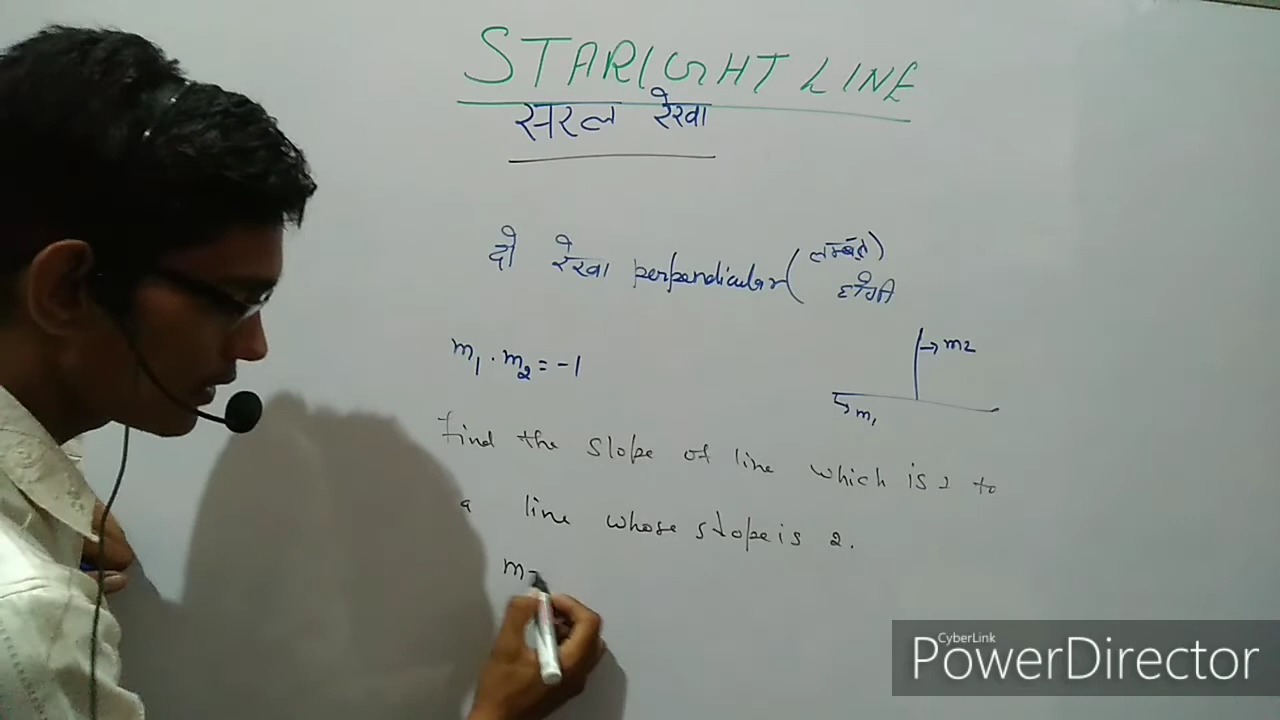 STARIGHT LINE
सरल रेखा
दो रेखा perpendicular (लम्बवत)
होगी
m1 . m2 = -1
→ m2
m1
find the slope of line which is ⊥ to
a line whose slope is 2.
m=
CyberLink
PowerDirector